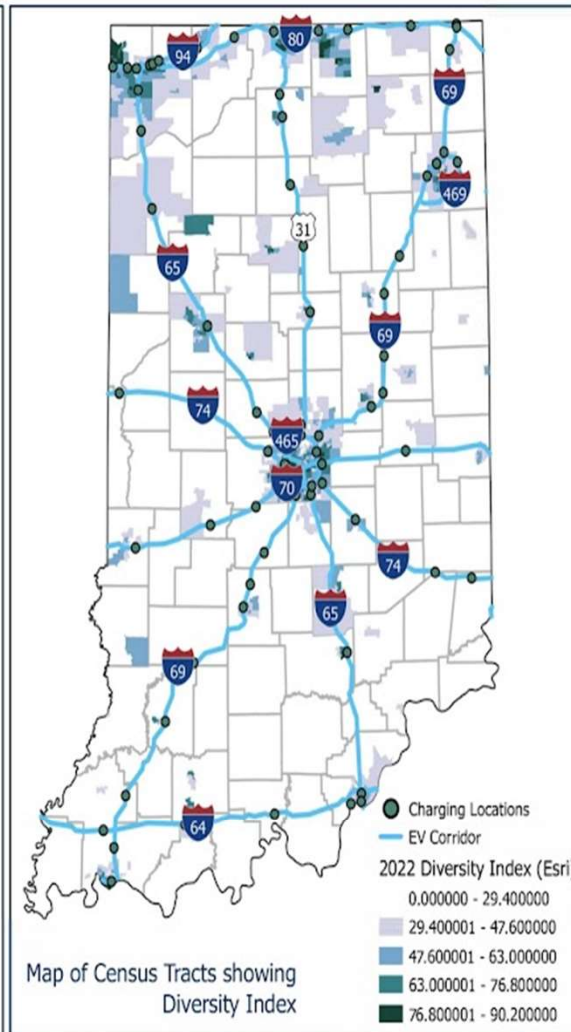 94
80
69
469
31
65
69
74
465
70
74
65
69
64
Charging Locations
EV Corridor
2022 Diversity Index (Esri)
0.000000 - 29.400000
29.400001 - 47.600000
47.600001 - 63.000000
63.000001 - 76.800000
76.800001 - 90.200000
Map of Census Tracts showing
Diversity Index